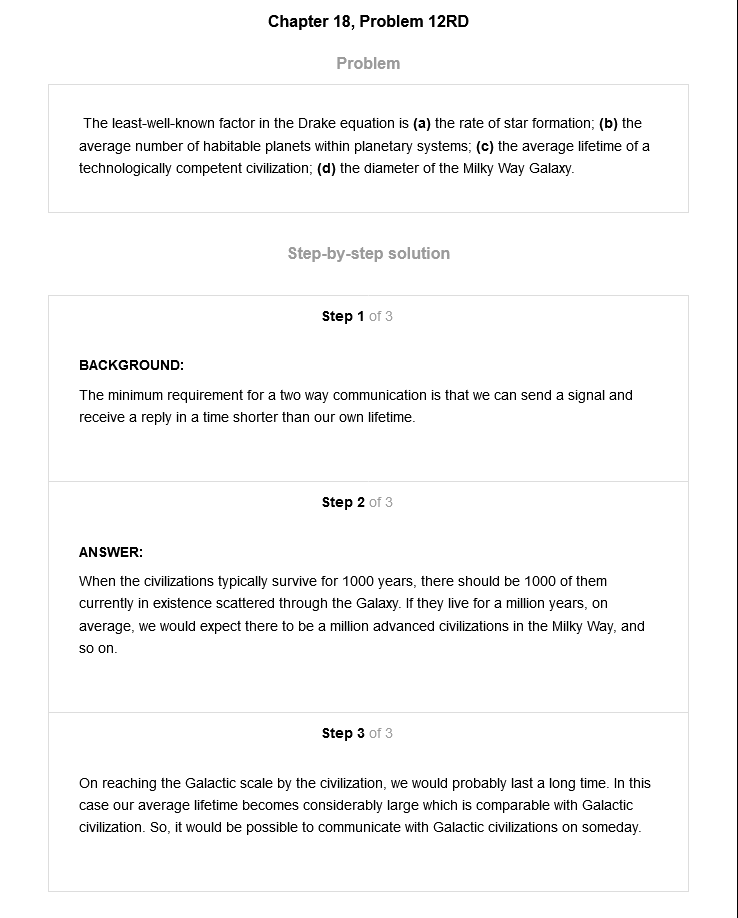 Chapter 18, Problem 12RD
Problem
The least-well-known factor in the Drake equation is (a) the rate of star formation; (b) the
average number of habitable planets within planetary systems; (c) the average lifetime of a
technologically competent civilization; (d) the diameter of the Milky Way Galaxy.
Step-by-step solution
Step 1 of 3
BACKGROUND:
The minimum requirement for a two way communication is that we can send a signal and
receive a reply in a time shorter than our own lifetime.
Step 2 of 3
ANSWER:
When the civilizations typically survive for 1000 years, there should be 1000 of them
currently in existence scattered through the Galaxy. If they live for a million years, on
average, we would expect there to be a million advanced civilizations in the Milky Way, and
so on.
Step 3 of 3
On reaching the Galactic scale by the civilization, we would probably last a long time. In this
case our average lifetime becomes considerably large which is comparable with Galactic
civilization. So, it would be possible to communicate with Galactic civilizations on someday.